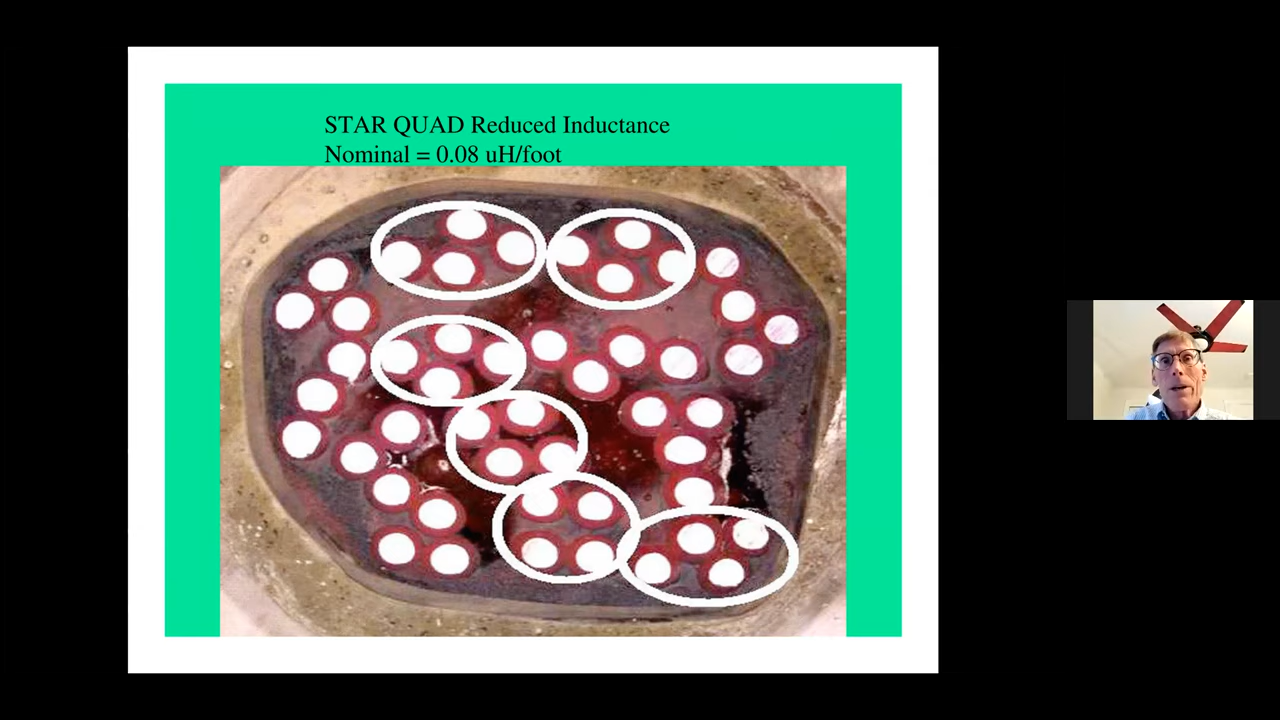 STAR QUAD Reduced Inductance
Nominal = 0.08 uH/foot